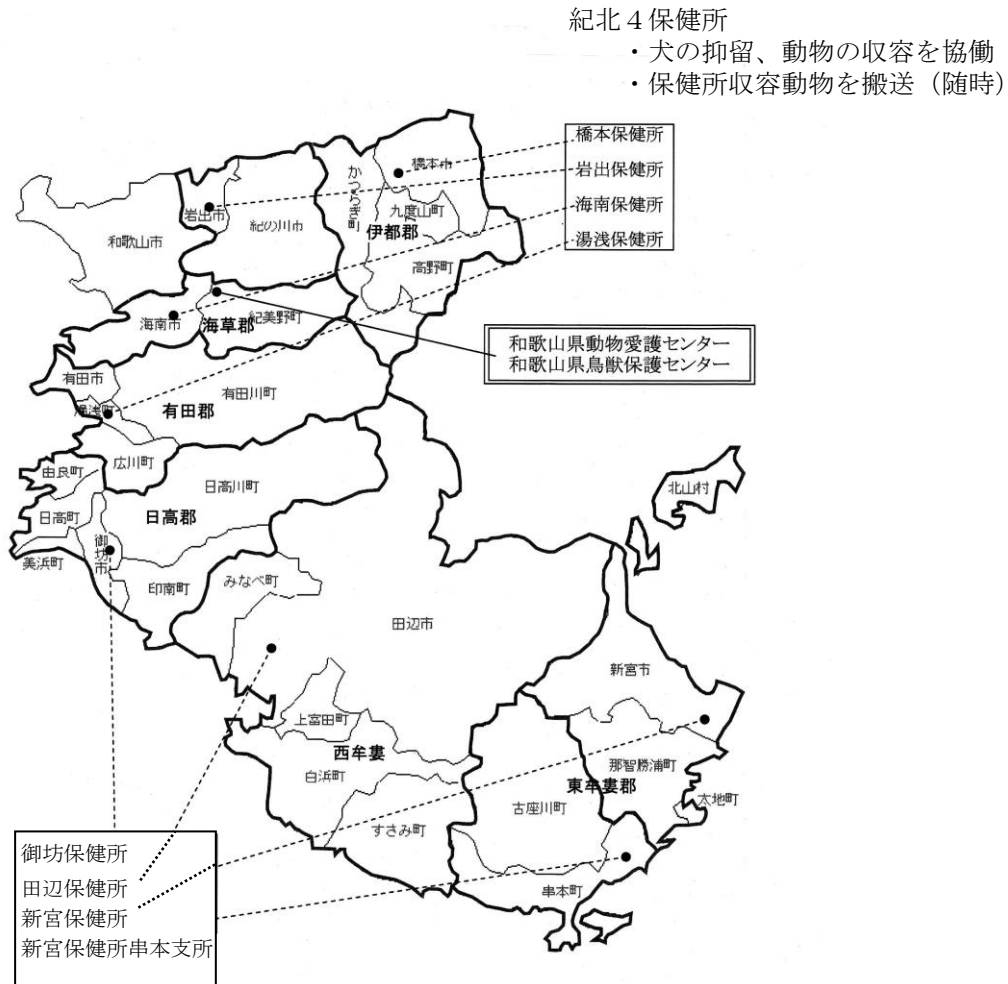 紀北４保健所
・犬の抑留、動物の収容を協働
・保健所収容動物を搬送（随時）
橋本保健所
岩出保健所
海南保健所
湯浅保健所
橋本市
かつらぎ町
九度山町
伊都郡
高野町
岩出市
紀の川市
和歌山市
海南市
海草郡
紀美野町
和歌山県動物愛護センター
和歌山県鳥獣保護センター
有田市
有田川町
湯浅町
有田郡
広川町
由良町
日高川町
北山村
日高町
日高郡
御坊市
美浜町
印南町
みなべ町
田辺市
新宮市
上富田町
西牟婁
白浜町
那智勝浦町
東牟婁郡
太地町
古座川町
すさみ町
串本町
御坊保健所
田辺保健所
新宮保健所
新宮保健所串本支所